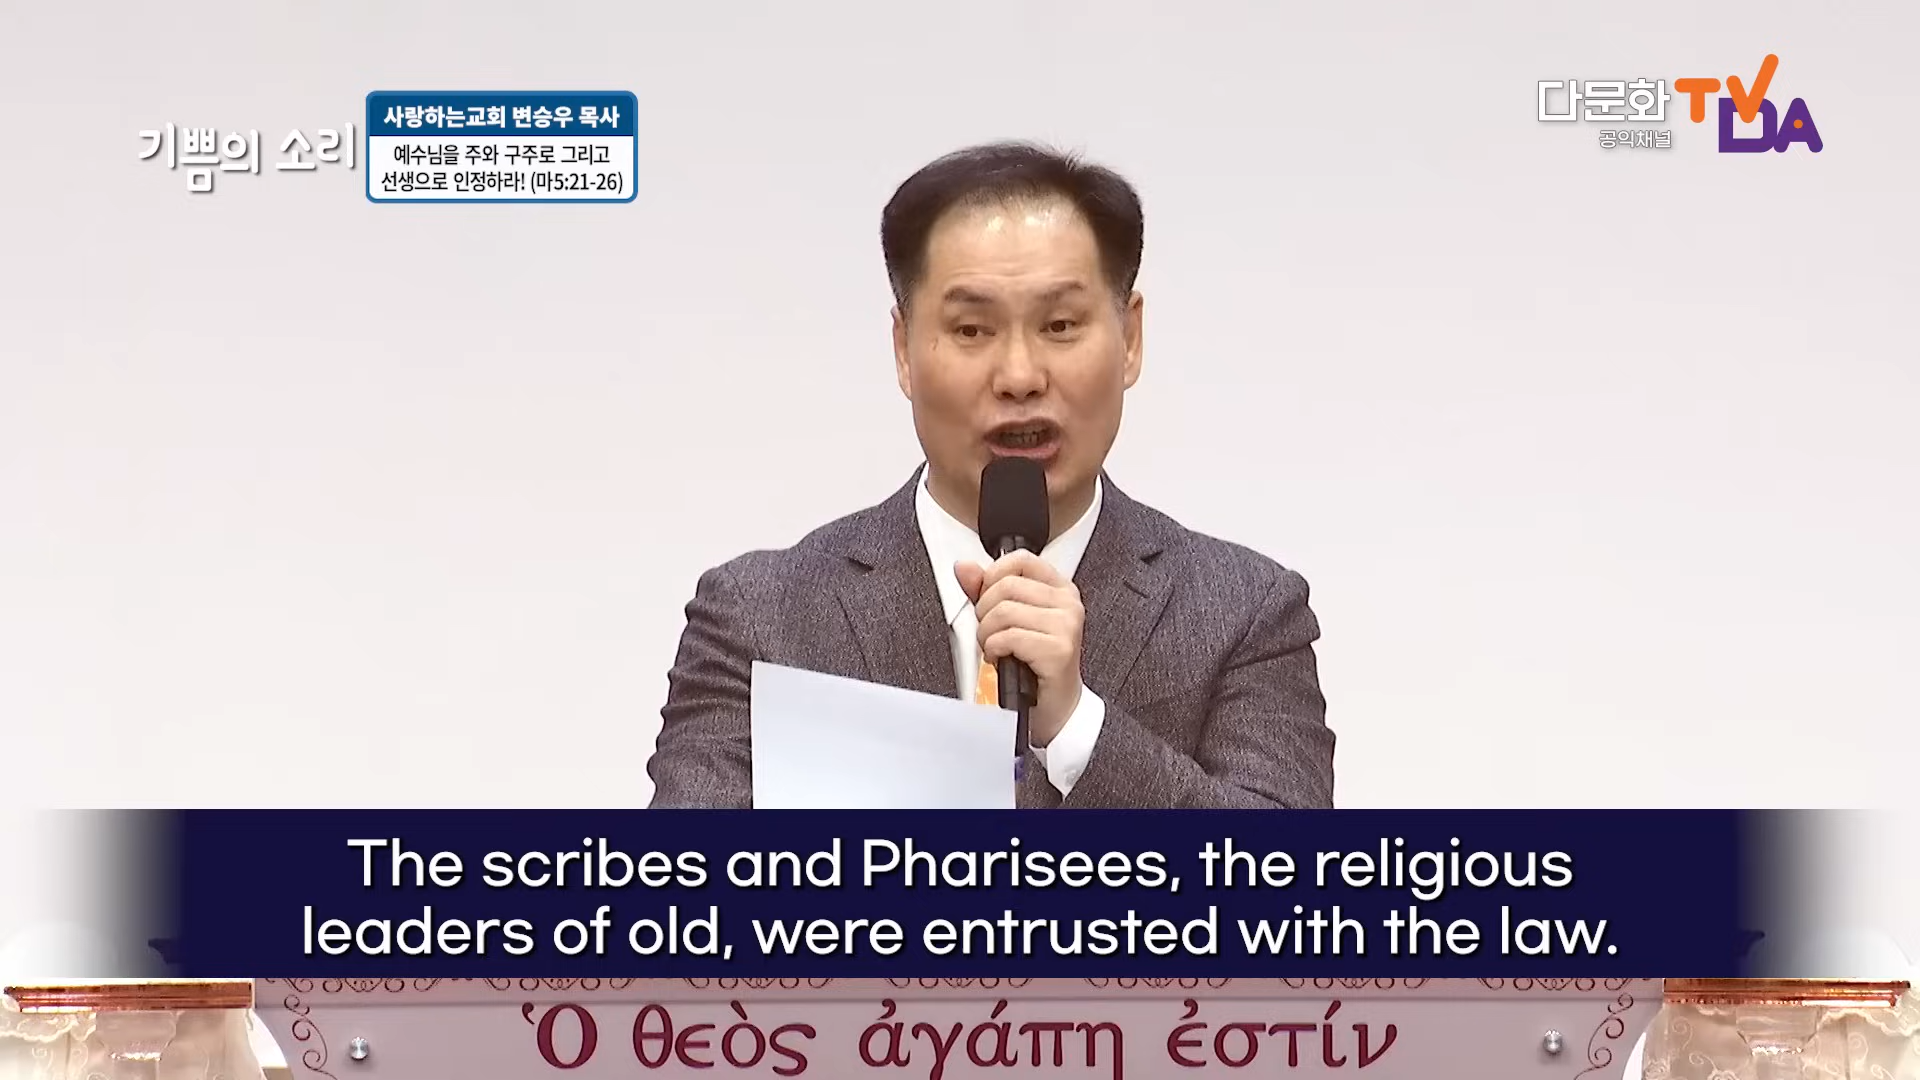 기쁨의 소리
사랑하는교회 변승우 목사
예수님을 주와 구주로 그리고
선생으로 인정하라! (마5:21-26)
다문화 TV
공익채널
DA
The scribes and Pharisees, the religious
leaders of old, were entrusted with the law.
Ὁ θεὸς ἀγάπη ἐστίν